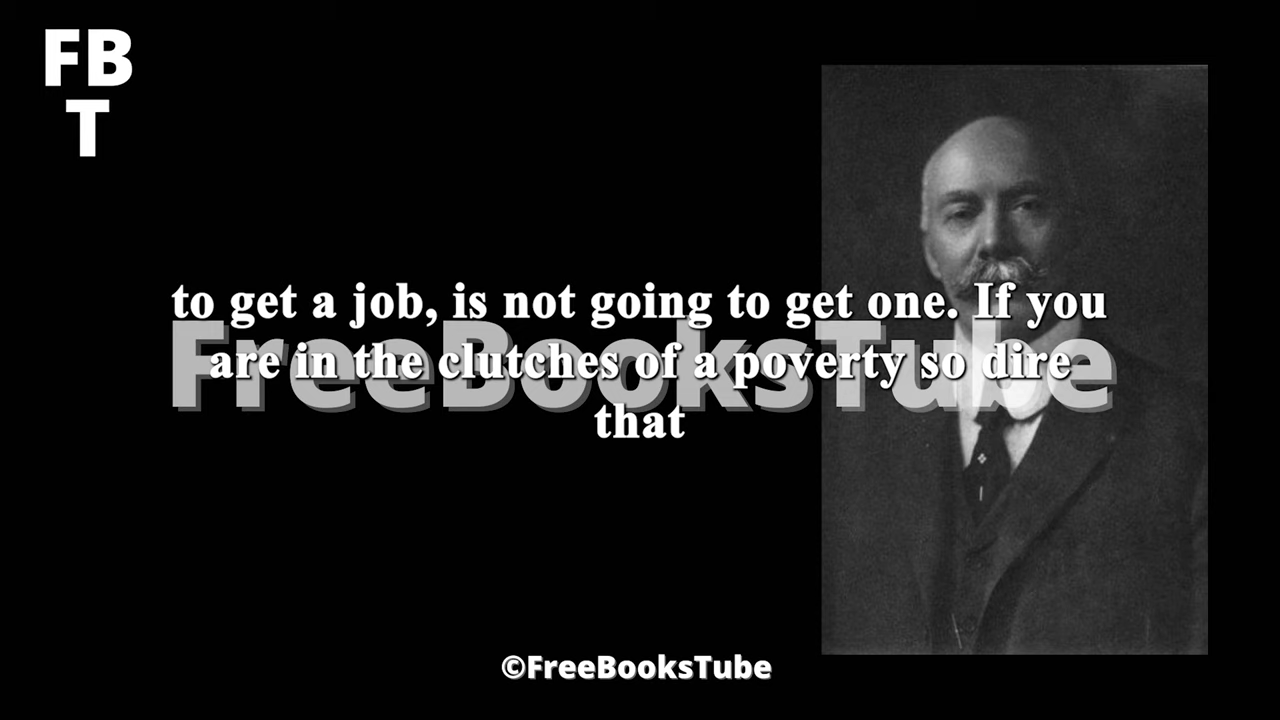 FB
T
to get a job, is not going to get one. If you
are in the clutches of a poverty so dire
that
FreeBooksTube
©FreeBooksTube